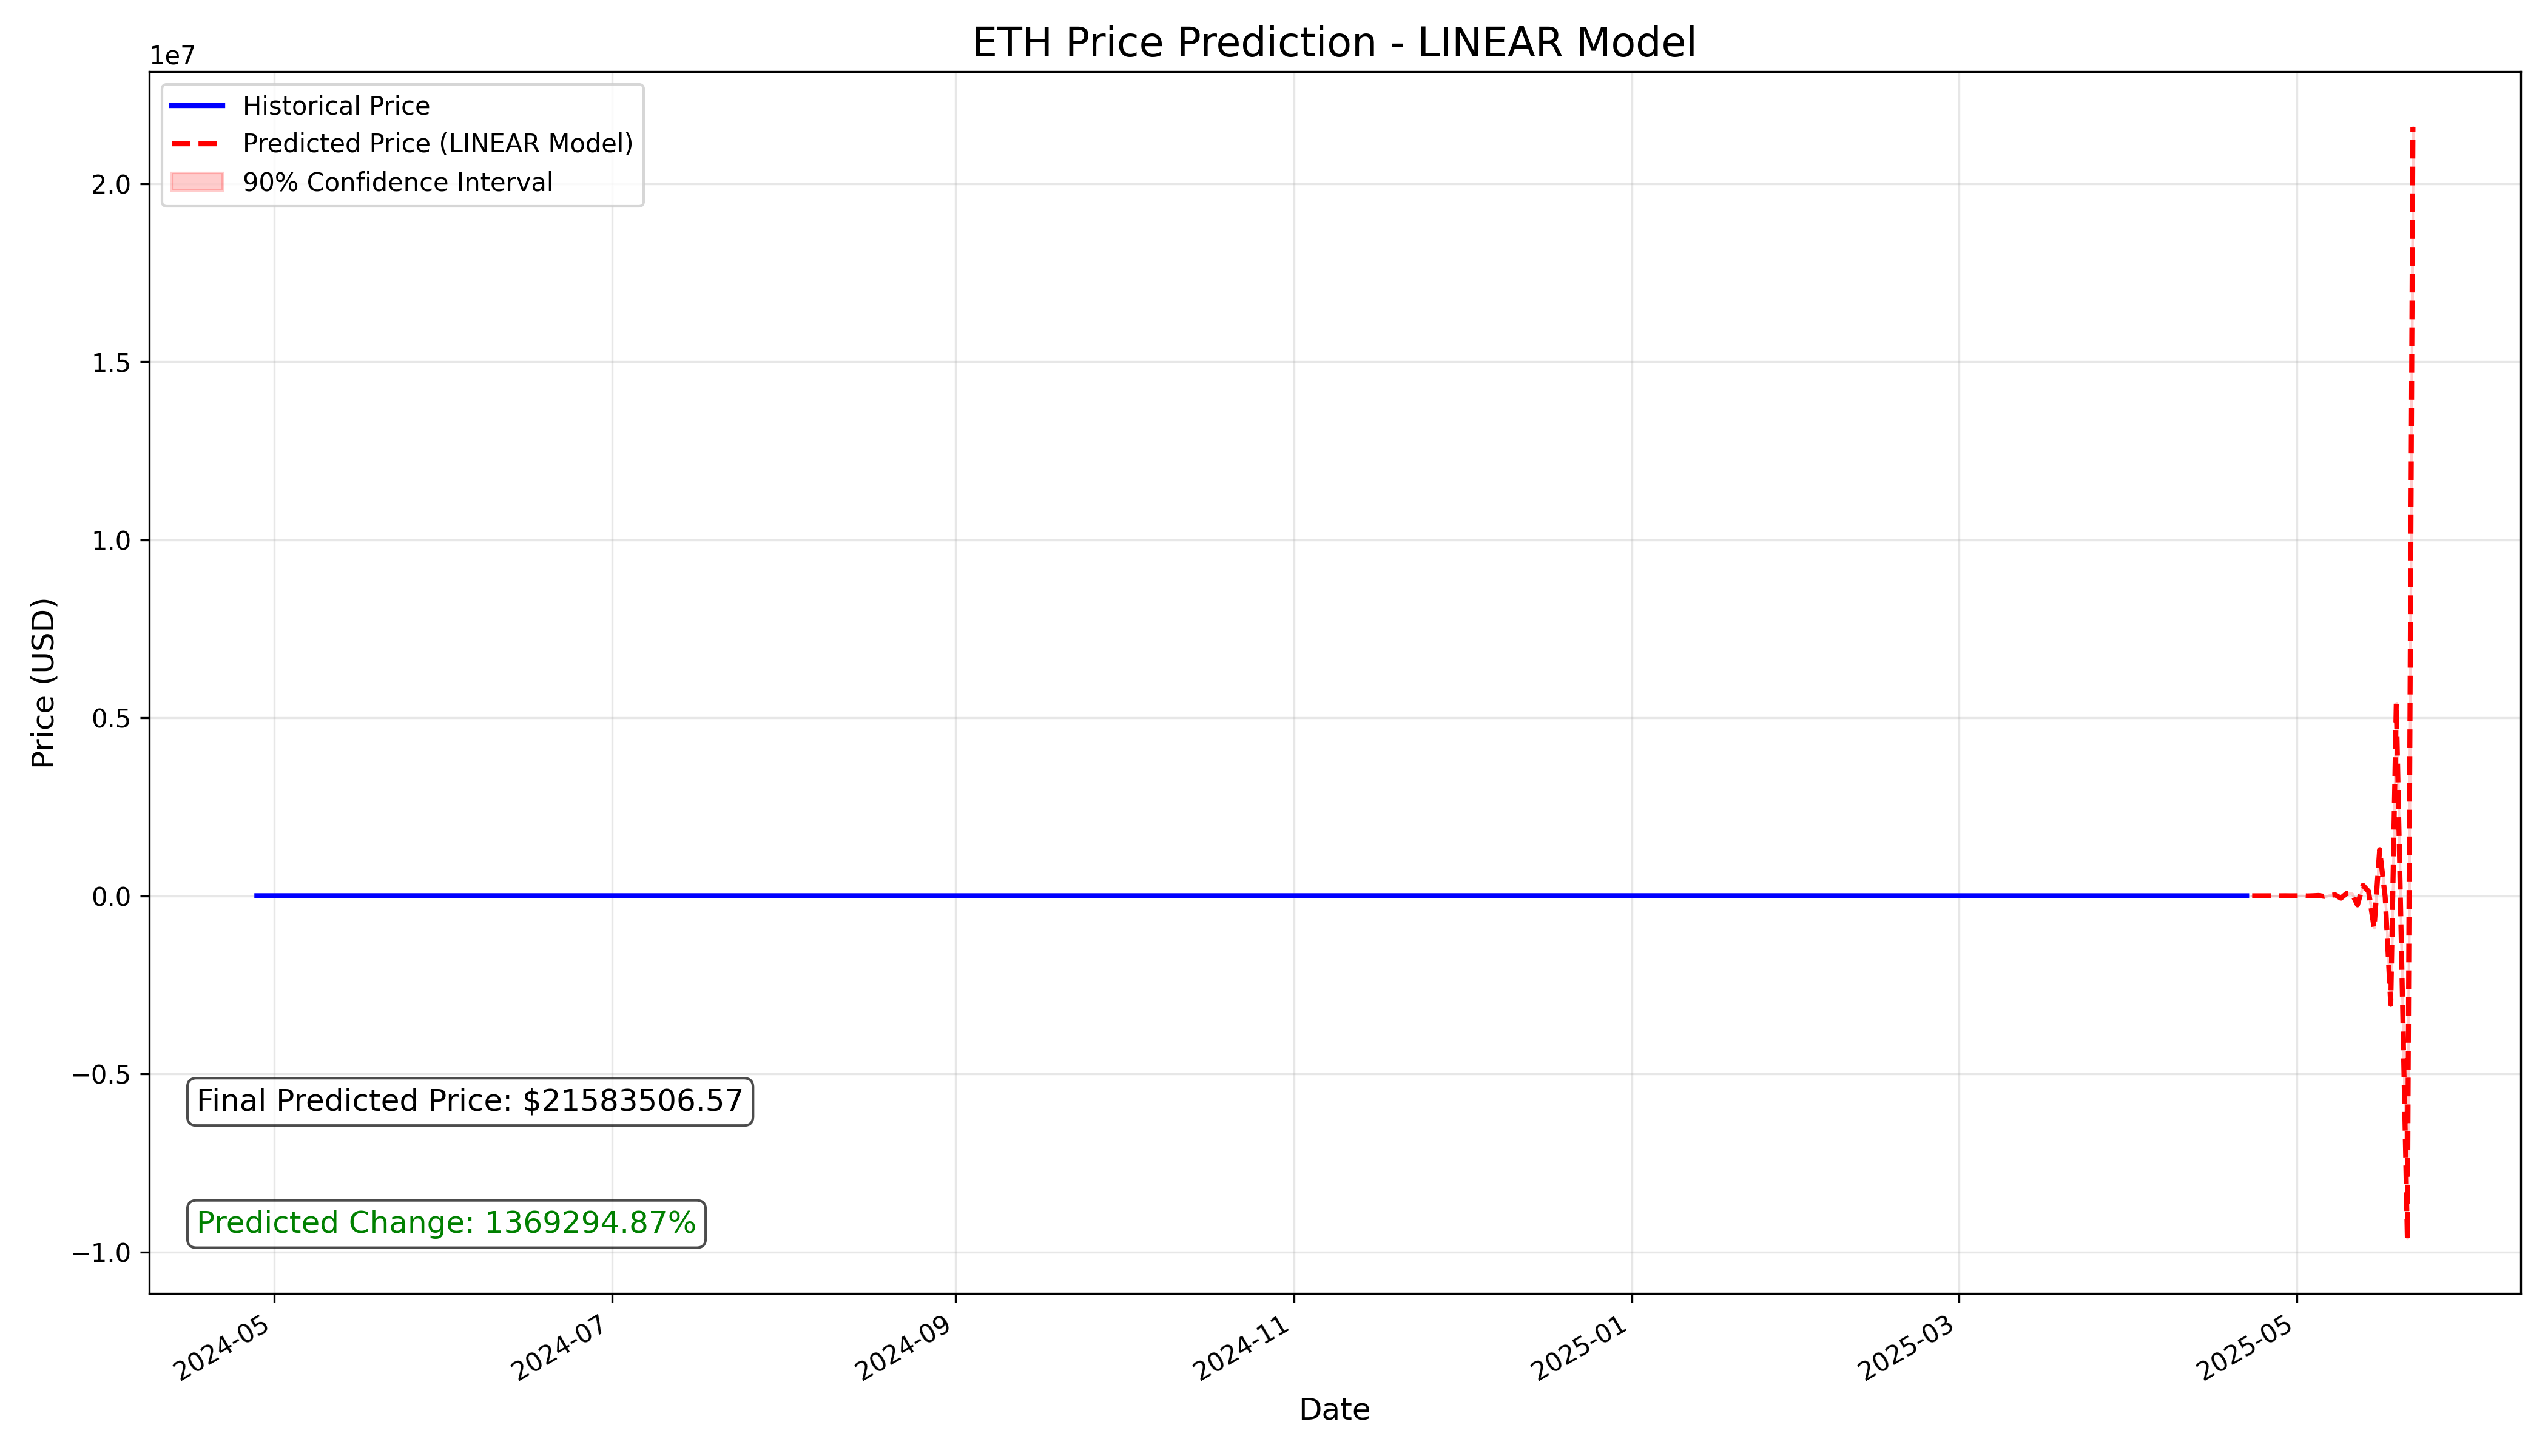 ETH Price Prediction - LINEAR Model
1e7
Historical Price
Predicted Price (LINEAR Model)
90% Confidence Interval
2.0
1.5
1.0
0.5
0.0
−0.5
−1.0
Price (USD)
Final Predicted Price: $21583506.57
Predicted Change: 1369294.87%
2024-05
2024-07
2024-09
2024-11
2025-01
2025-03
2025-05
Date